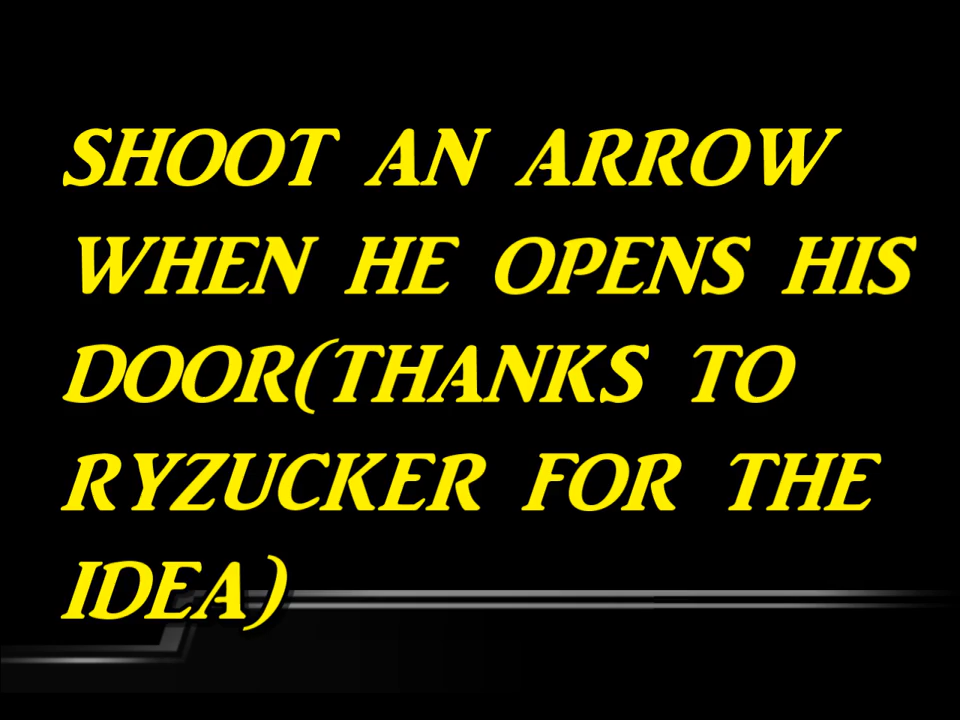 SHOOT AN ARROW
WHEN HE OPENS HIS
DOOR(THANKS TO
RYZUCKER FOR THE
IDEA)